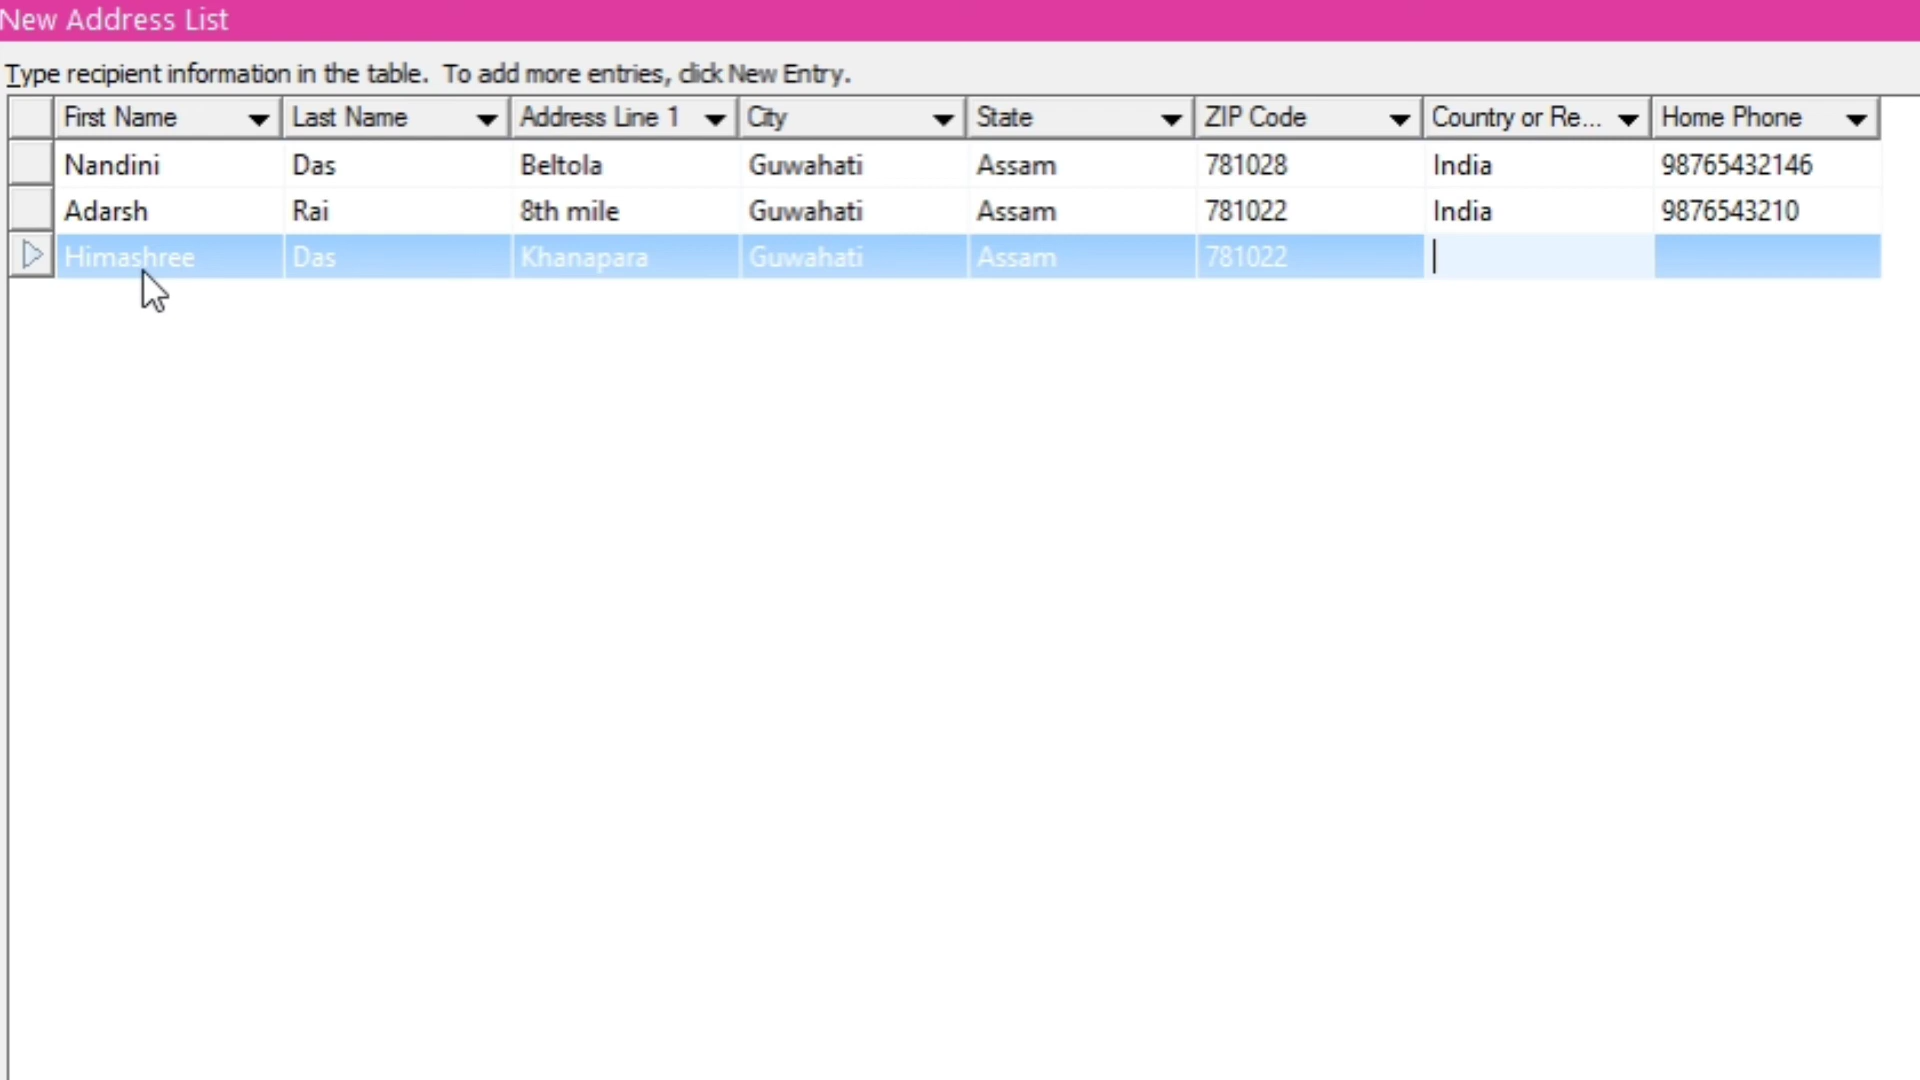 New Address List
Type recipient information in the table. To add more entries, click New Entry.
First Name Last Name Address Line 1 City State ZIP Code Country or Re... Home Phone
Nandini Das Beltola Guwahati Assam 781028 India 98765432146
Adarsh Rai 8th mile Guwahati Assam 781022 India 9876543210
Himashree Das Khanapara Guwahati Assam 781022